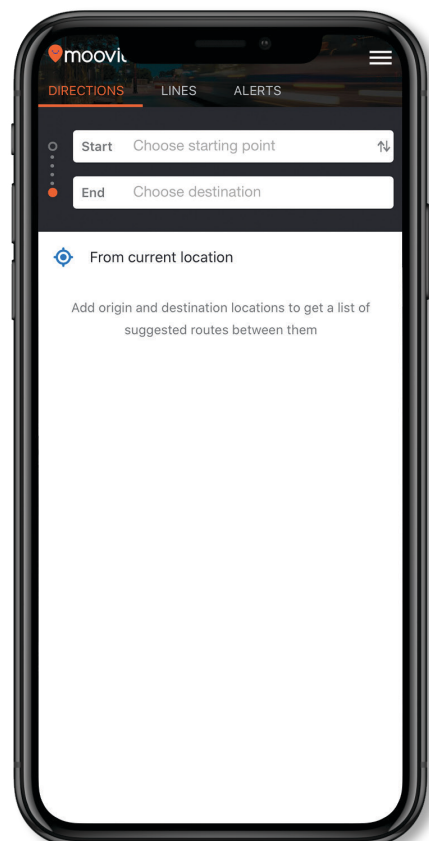 moovit
DIRECTIONS LINES ALERTS
Start Choose starting point
End Choose destination
From current location
Add origin and destination locations to get a list of
suggested routes between them